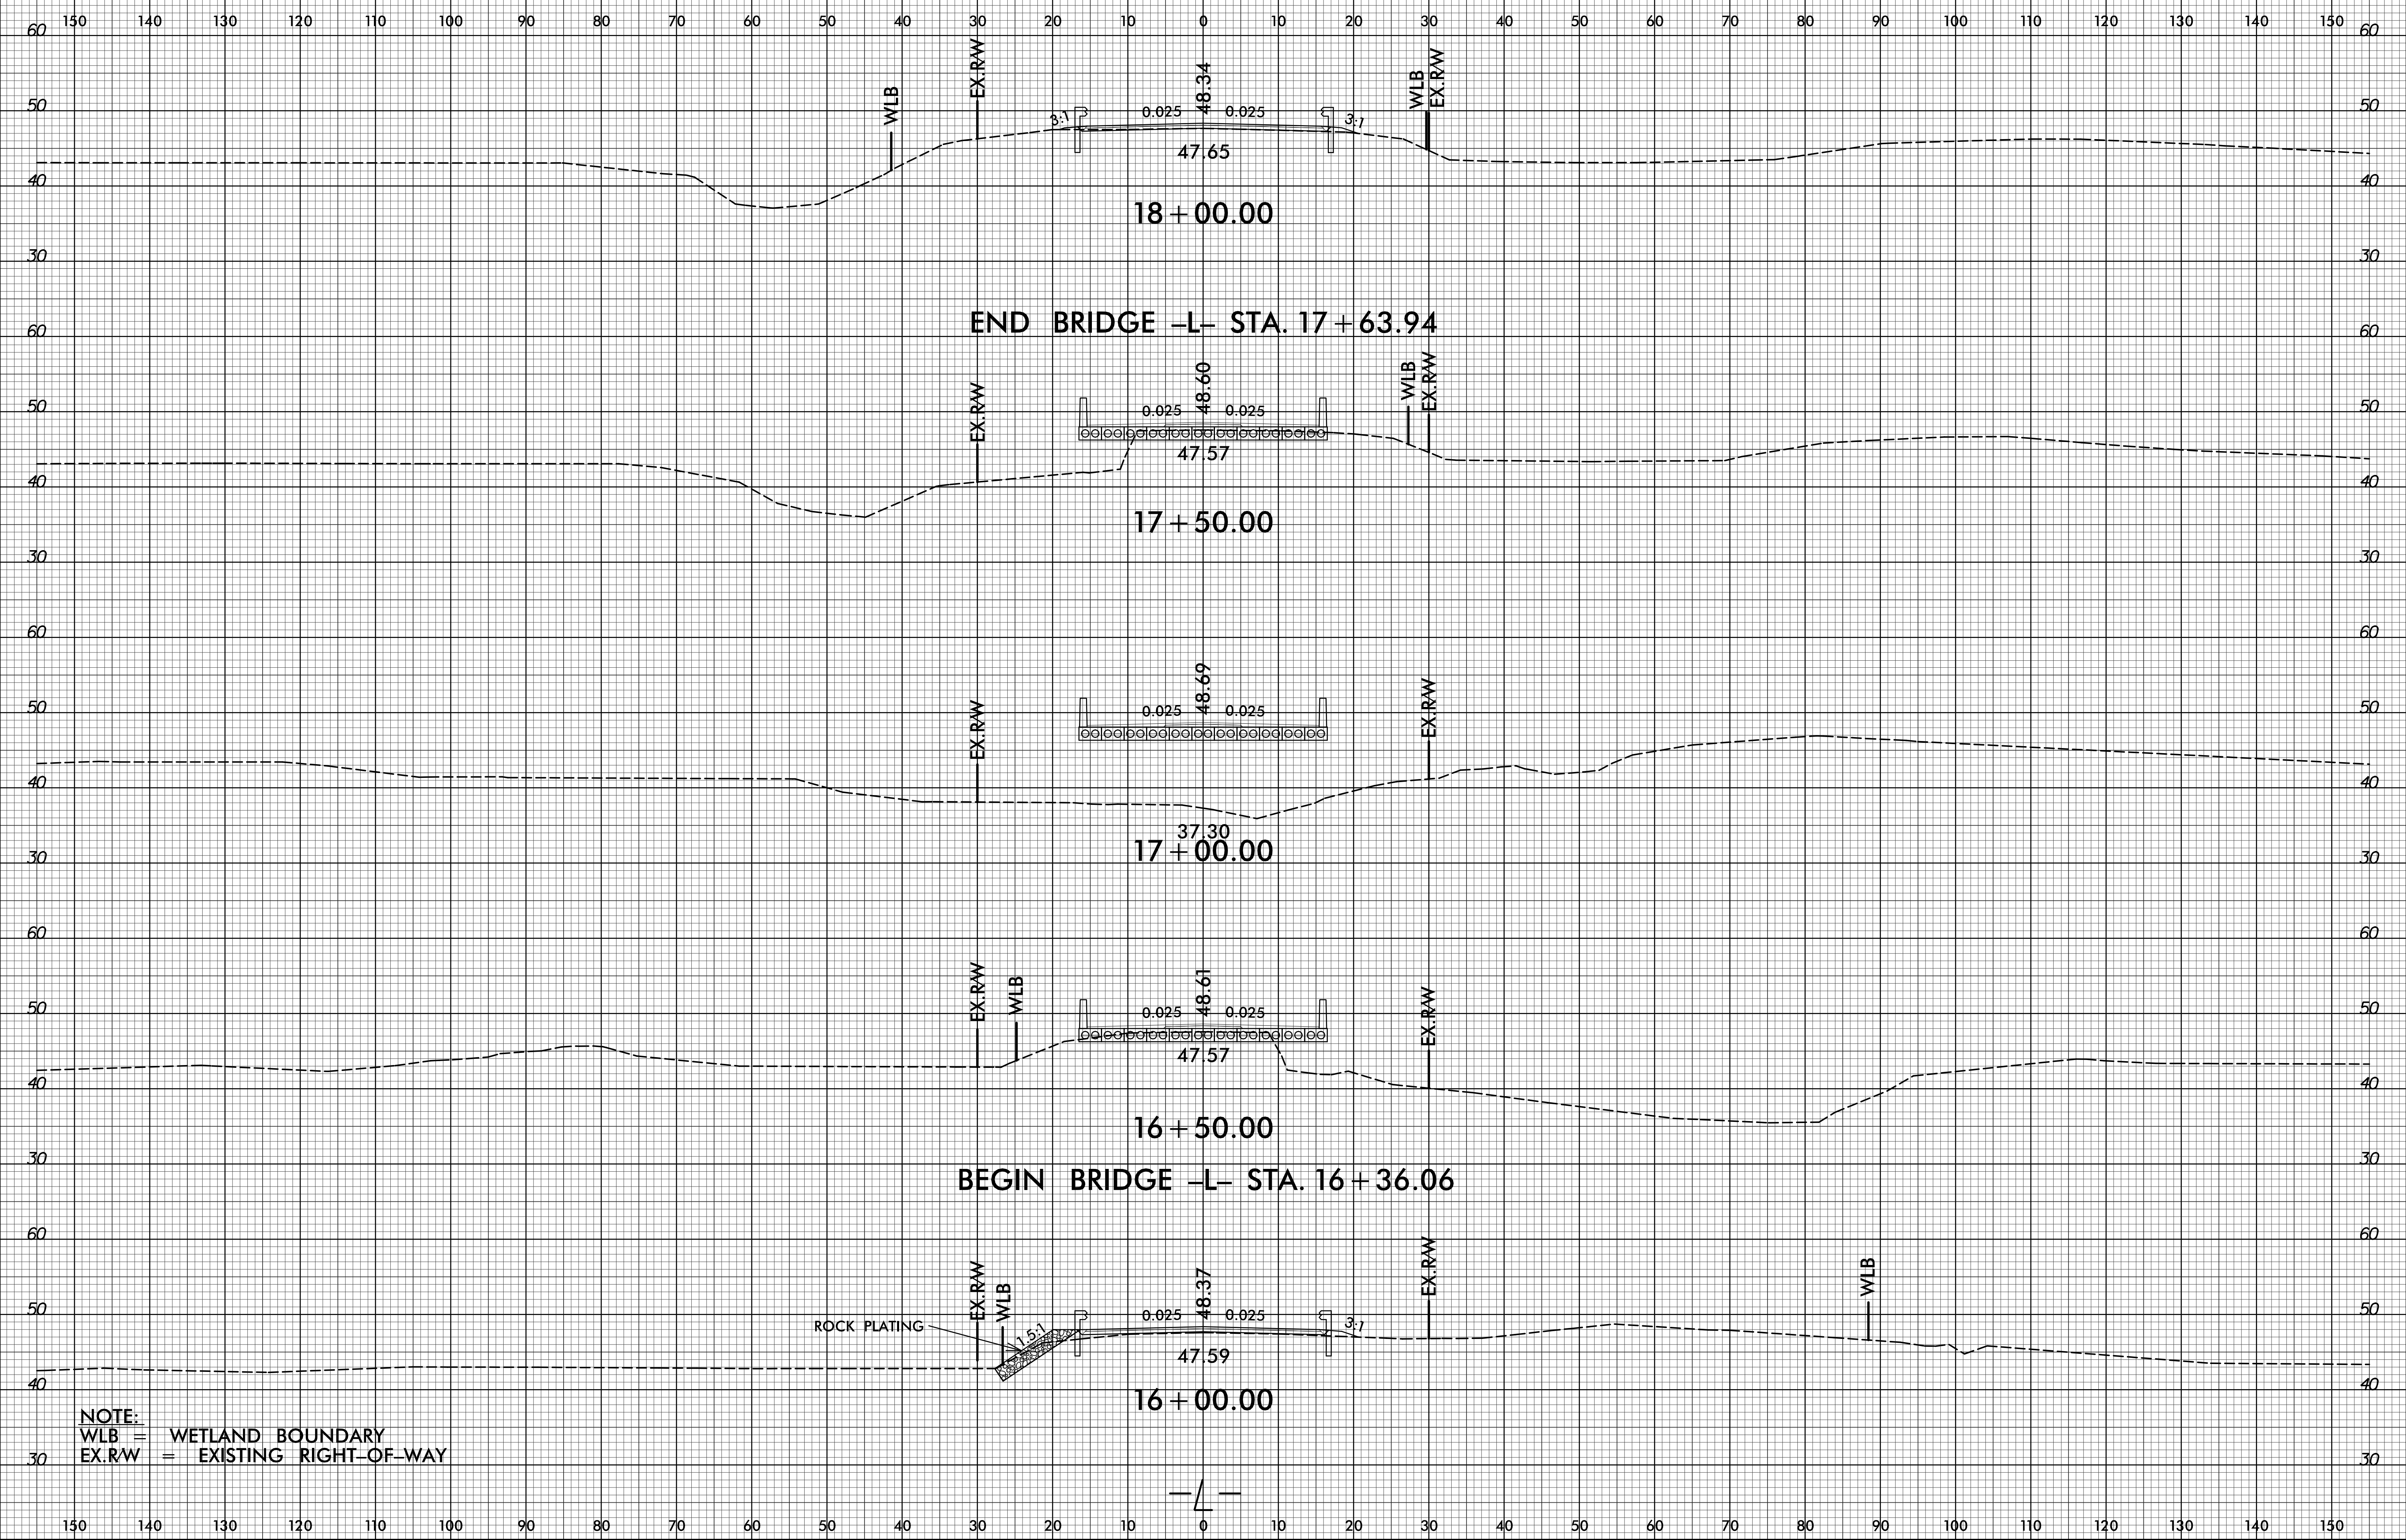 150 140 130 120 110 100 90 80 70 60 50 40 30 20 10 0 10 20 30 40 50 60 70 80 90 100 110 120 130 140 150
60 60
EX.R/W EX.R/W
WLB WLB
50 50
3:1 0.025 48.34 0.025 3:1
47.65
40 40
18+00.00
30 30
END BRIDGE –L– STA. 17+63.94
60 60
EX.R/W WLB EX.R/W
50 50
0.025 48.60 0.025
47.57
40 40
17+50.00
30 30
60 60
EX.R/W EX.R/W
50 50
0.025 48.69 0.025
40 40
37.30
17+00.00
30 30
60 60
EX.R/W WLB EX.R/W
50 50
0.025 48.61 0.025
47.57
40 40
16+50.00
30 30
BEGIN BRIDGE –L– STA. 16+36.06
60 60
EX.R/W WLB EX.R/W WLB
50 50
ROCK PLATING 1.5:1 0.025 48.37 0.025 3:1
47.59
40 40
16+00.00
NOTE:
WLB = WETLAND BOUNDARY
EX.R/W = EXISTING RIGHT–OF–WAY
30 30
–L–
150 140 130 120 110 100 90 80 70 60 50 40 30 20 10 0 10 20 30 40 50 60 70 80 90 100 110 120 130 140 150